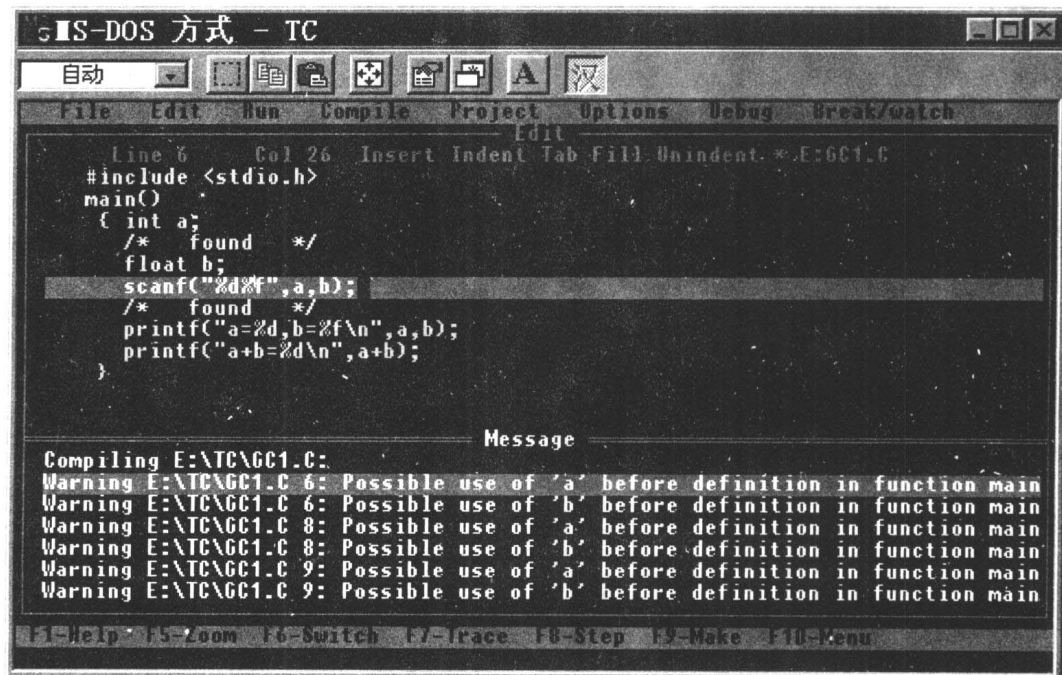 MS-DOS 方式 - TC
自动 A 汉
File Edit Run Compile Project Options Debug Break/watch
Edit
Line 6 Col 26 Insert Indent Tab Fill Unindent * E:GC1.C
#include <stdio.h>
main()
{ int a;
/* found */
float b;
scanf("%d%f",a,b);
/* found */
printf("a=%d,b=%f\n",a,b);
printf("a+b=%d\n",a+b);
}
Message
Compiling E:\TC\GC1.C:
Warning E:\TC\GC1.C 6: Possible use of 'a' before definition in function main
Warning E:\TC\GC1.C 6: Possible use of 'b' before definition in function main
Warning E:\TC\GC1.C 8: Possible use of 'a' before definition in function main
Warning E:\TC\GC1.C 8: Possible use of 'b' before definition in function main
Warning E:\TC\GC1.C 9: Possible use of 'a' before definition in function main
Warning E:\TC\GC1.C 9: Possible use of 'b' before definition in function main
F1-Help F5-Zoom F6-Switch F7-Trace F8-Step F9-Make F10-Menu